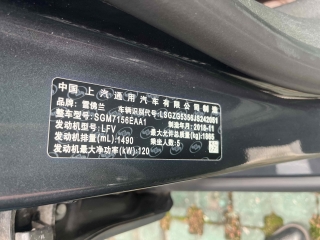 中国 上汽通用汽车有限公司制造
品牌：雪佛兰 车辆识别代号：LSGZG5356JS242091
整车型号：SGM7156EAA1 制造年月：2018-11
发动机型号：LFV 最大允许总质量(kg)：1805
发动机排量(mL)：1490 乘坐人数：5
发动机最大净功率(kW)：120